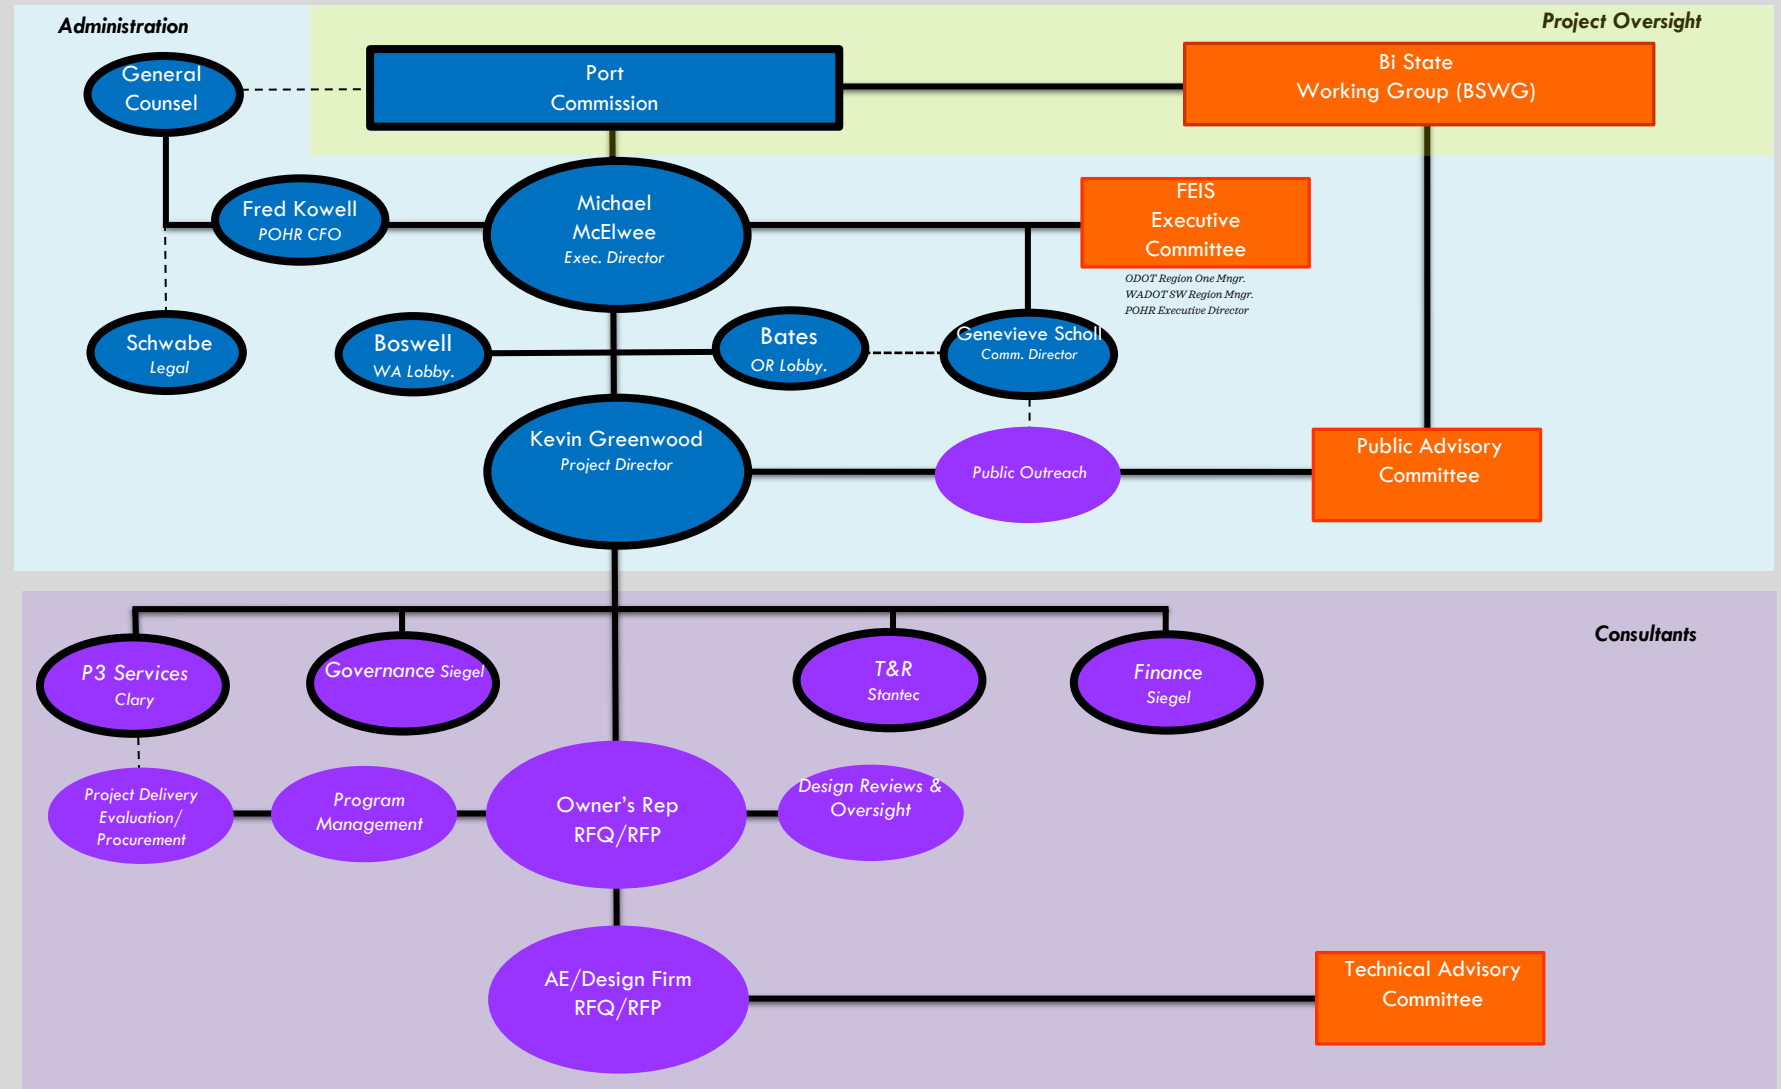 Administration
Project Oversight
General
Counsel
Port
Commission
Bi State
Working Group (BSWG)
Fred Kowell
POHR CFO
Michael
McElwee
Exec. Director
FEIS
Executive
Committee
ODOT Region One Mngr.
WADOT SW Region Mngr.
POHR Executive Director
Schwabe
Legal
Boswell
WA Lobby.
Bates
OR Lobby.
Genevieve Scholl
Comm. Director
Kevin Greenwood
Project Director
Public Outreach
Public Advisory
Committee
Consultants
P3 Services
Clary
Governance Siegel
T&R
Stantec
Finance
Siegel
Project Delivery
Evaluation/
Procurement
Program
Management
Owner's Rep
RFQ/RFP
Design Reviews &
Oversight
AE/Design Firm
RFQ/RFP
Technical Advisory
Committee